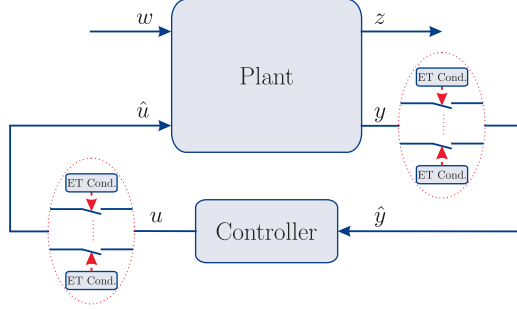 w
z
Plant
ET Cond.
û
y
ET Cond.
ET Cond.
u
Controller
ŷ
ET Cond.